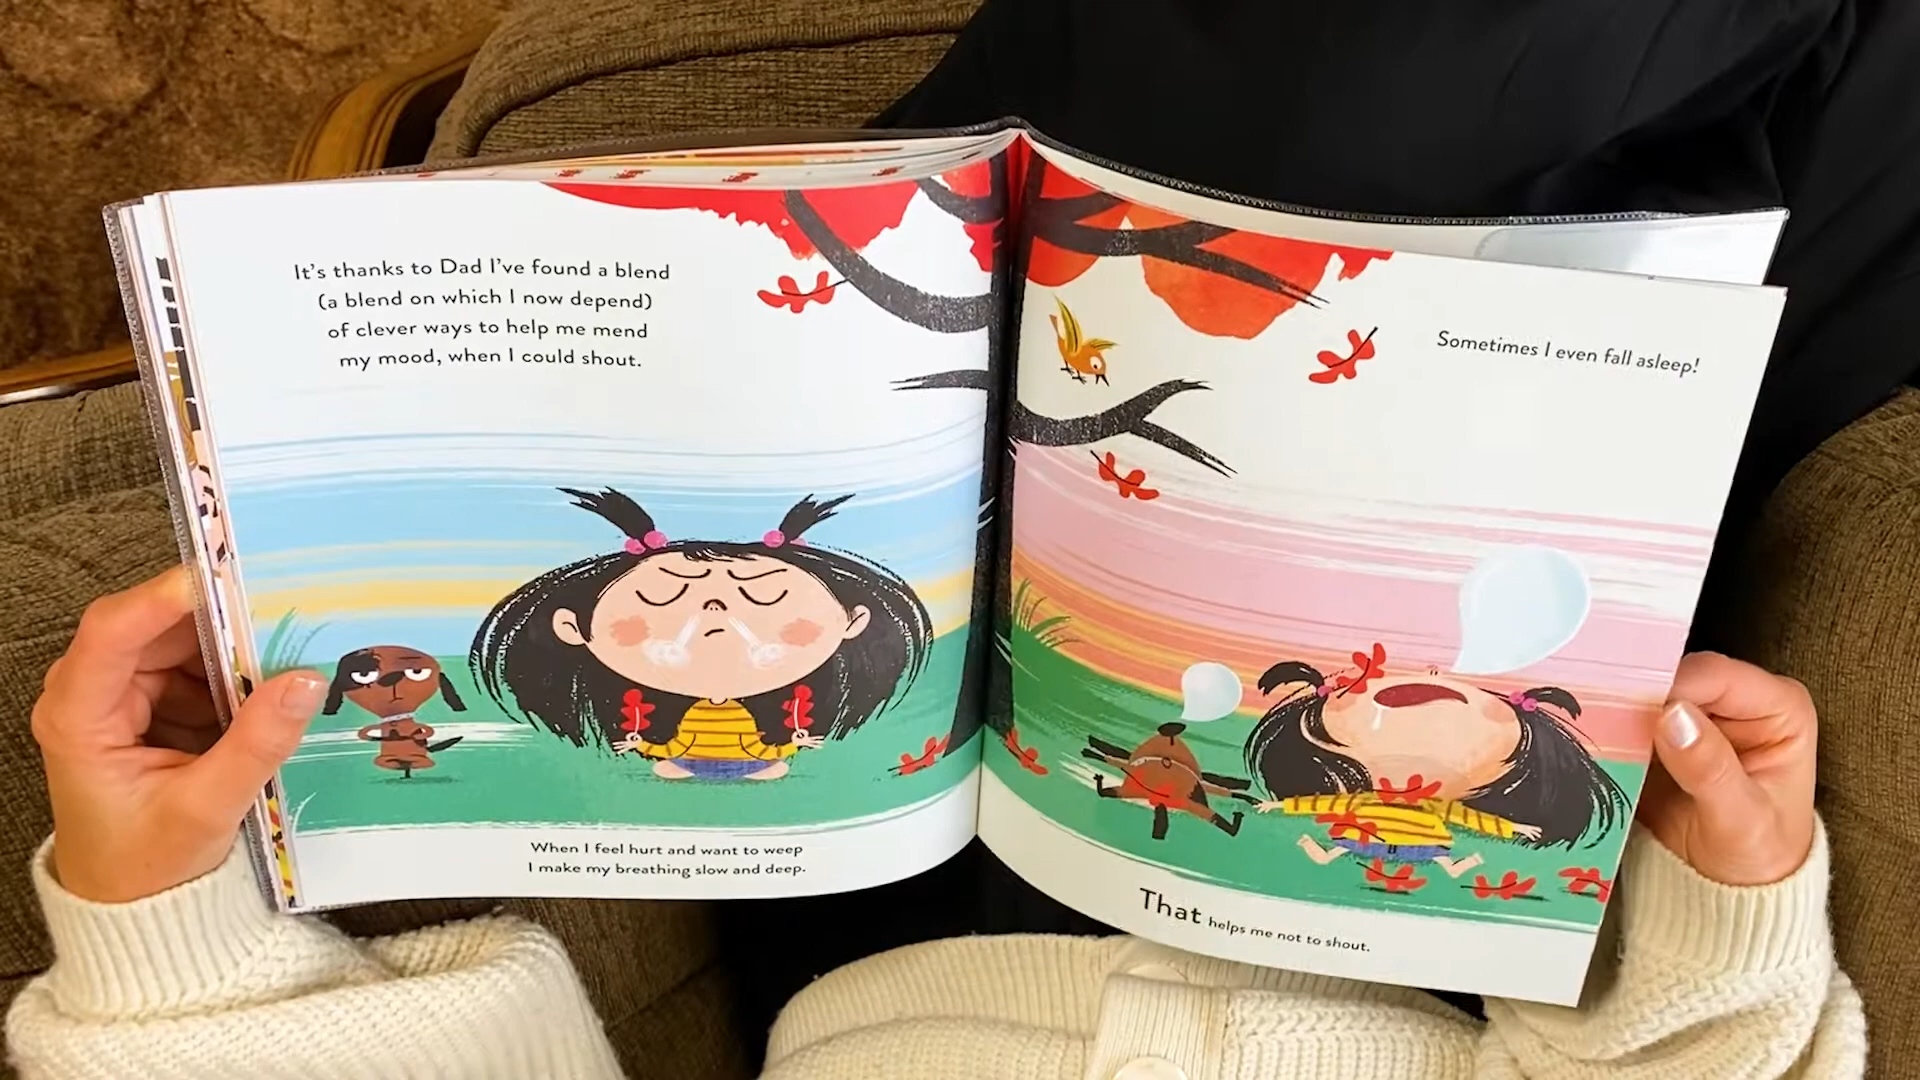 It's thanks to Dad I've found a blend
(a blend on which I now depend)
of clever ways to help me mend
my mood, when I could shout.
When I feel hurt and want to weep
I make my breathing slow and deep.
Sometimes I even fall asleep!
That helps me not to shout.